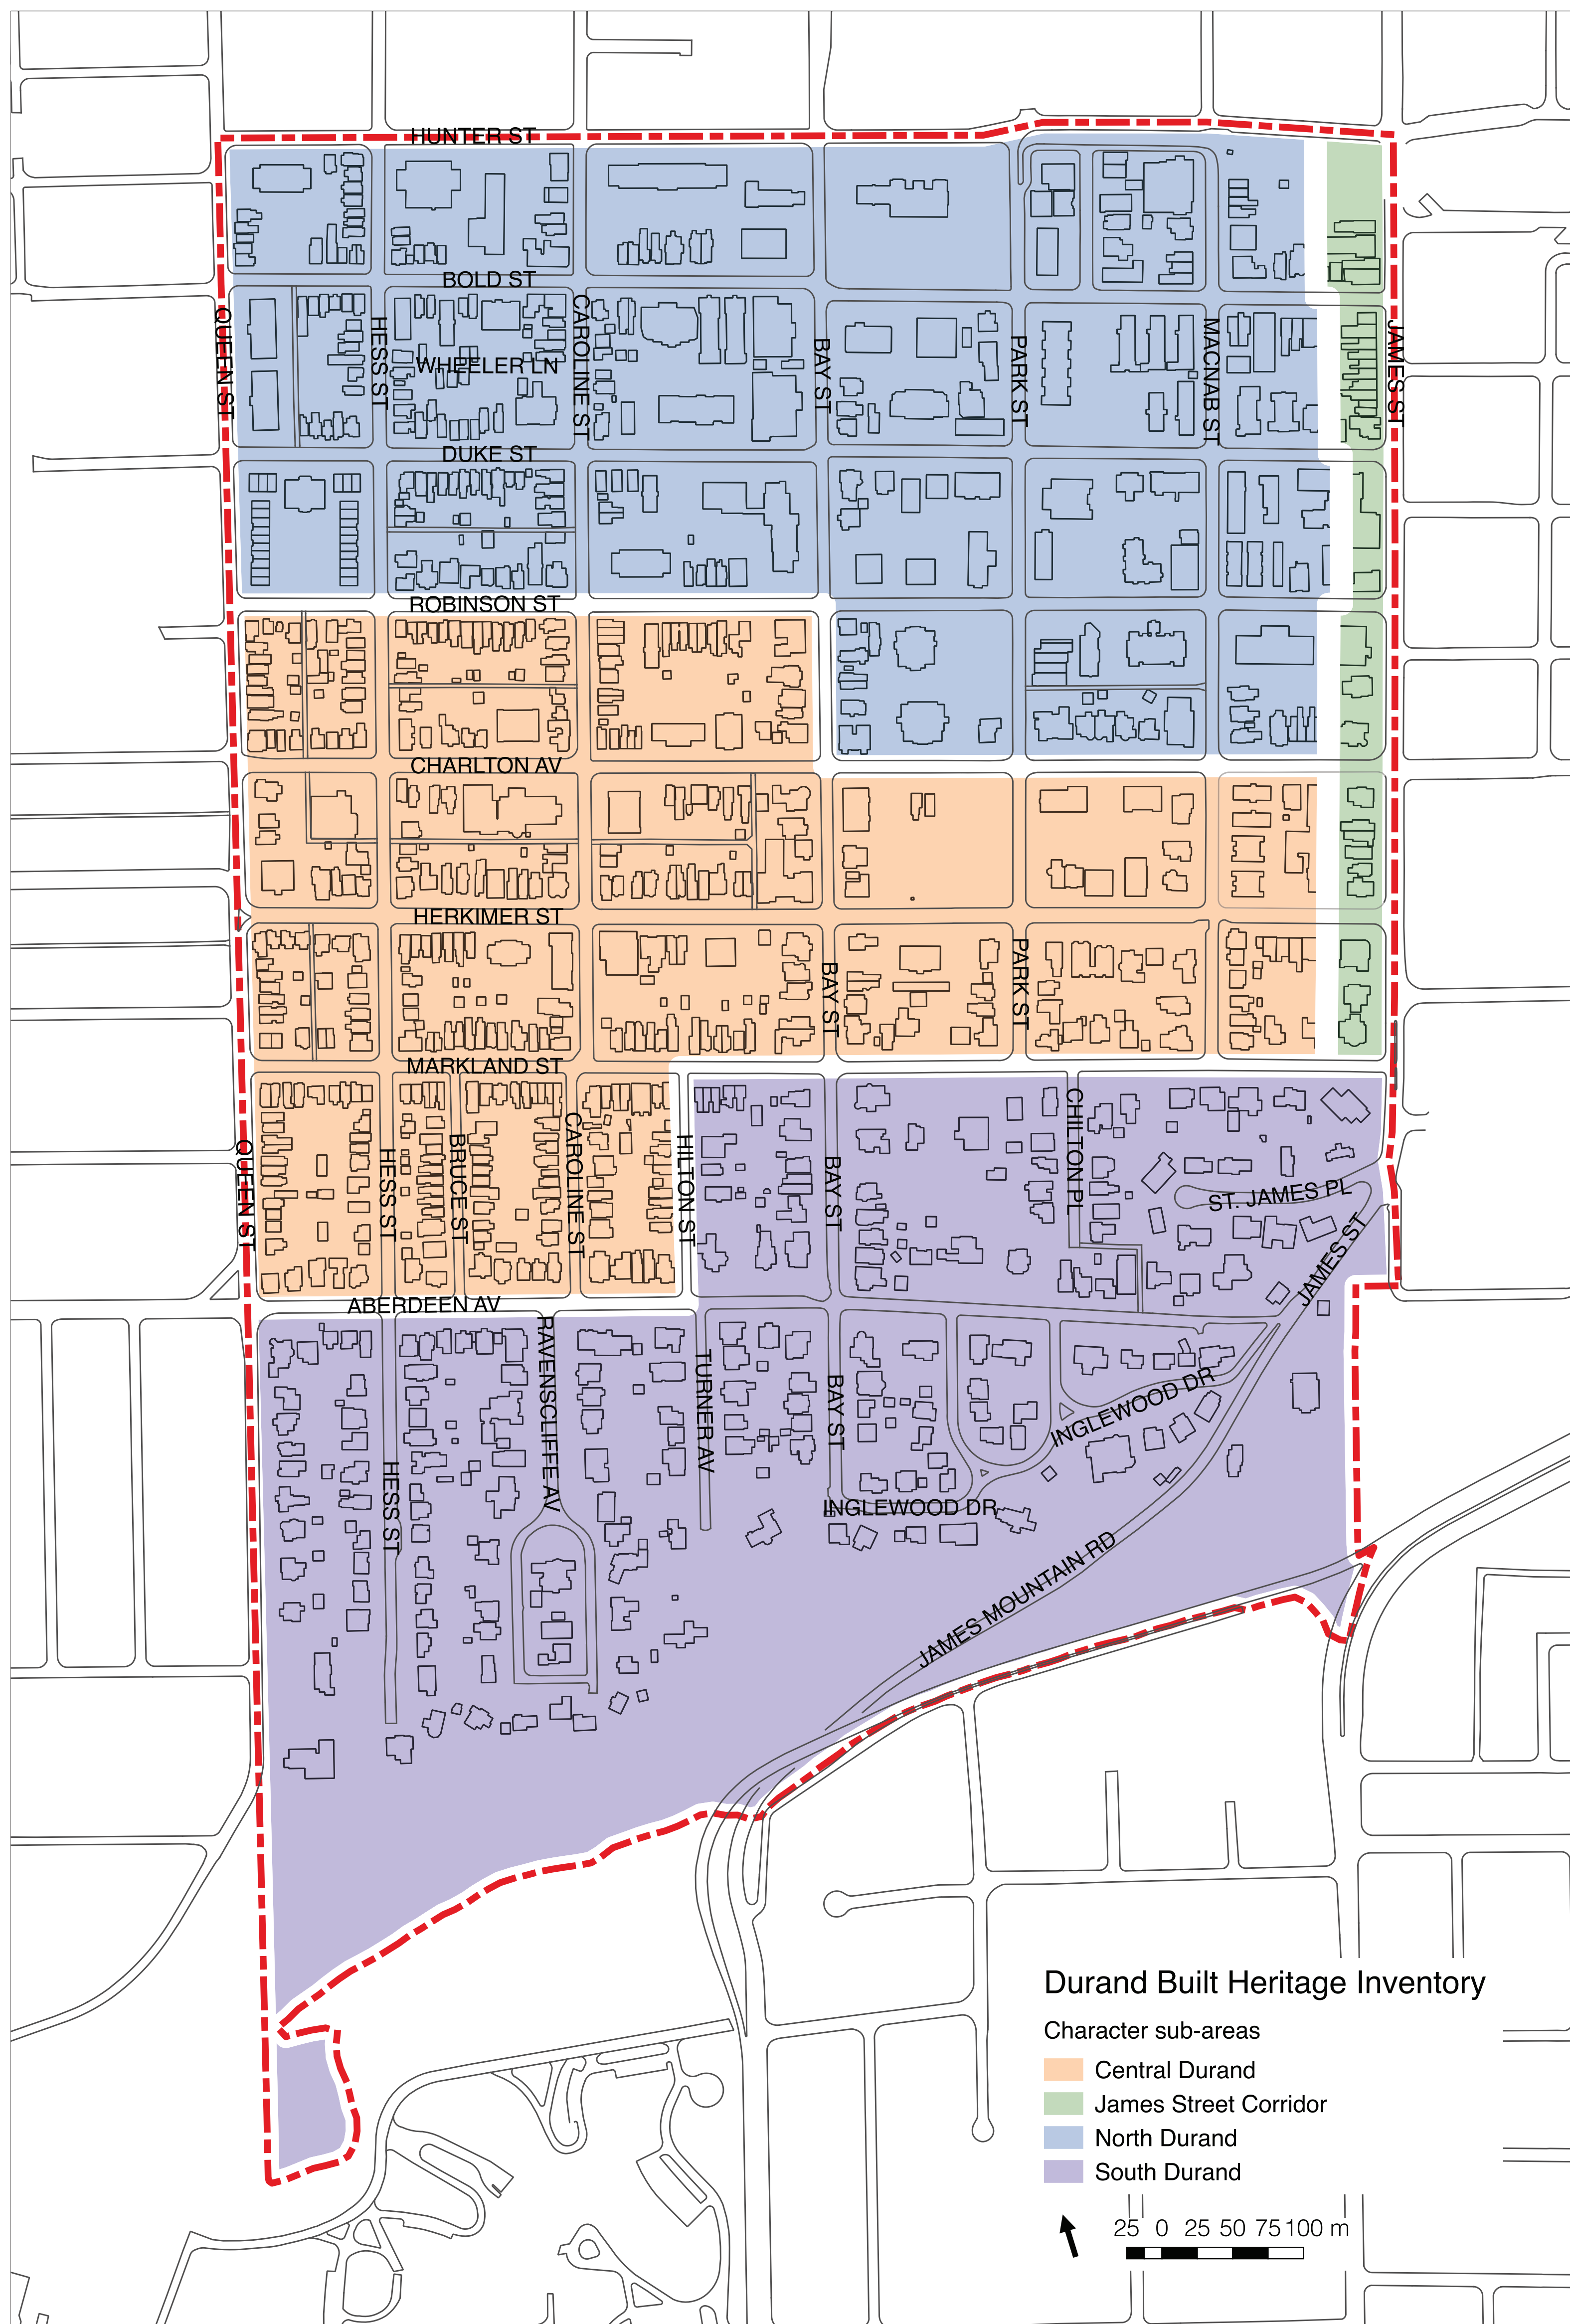 HUNTER ST
BOLD ST
QUEEN ST
HESS ST
WHEELER LN
CAROLINE ST
BAY ST
PARK ST
MACNAB ST
JAMES ST
DUKE ST
ROBINSON ST
CHARLTON AV
HERKIMER ST
BAY ST
PARK ST
MARKLAND ST
QUEEN ST
HESS ST
BRUCE ST
CAROLINE ST
HILTON ST
BAY ST
CHILTON PL
ST. JAMES PL
JAMES ST
ABERDEEN AV
HESS ST
RAVENSCLIFFE AV
TURNER AV
BAY ST
INGLEWOOD DR
INGLEWOOD DR
JAMES MOUNTAIN RD
Durand Built Heritage Inventory
Character sub-areas
Central Durand
James Street Corridor
North Durand
South Durand
25 0 25 50 75 100 m